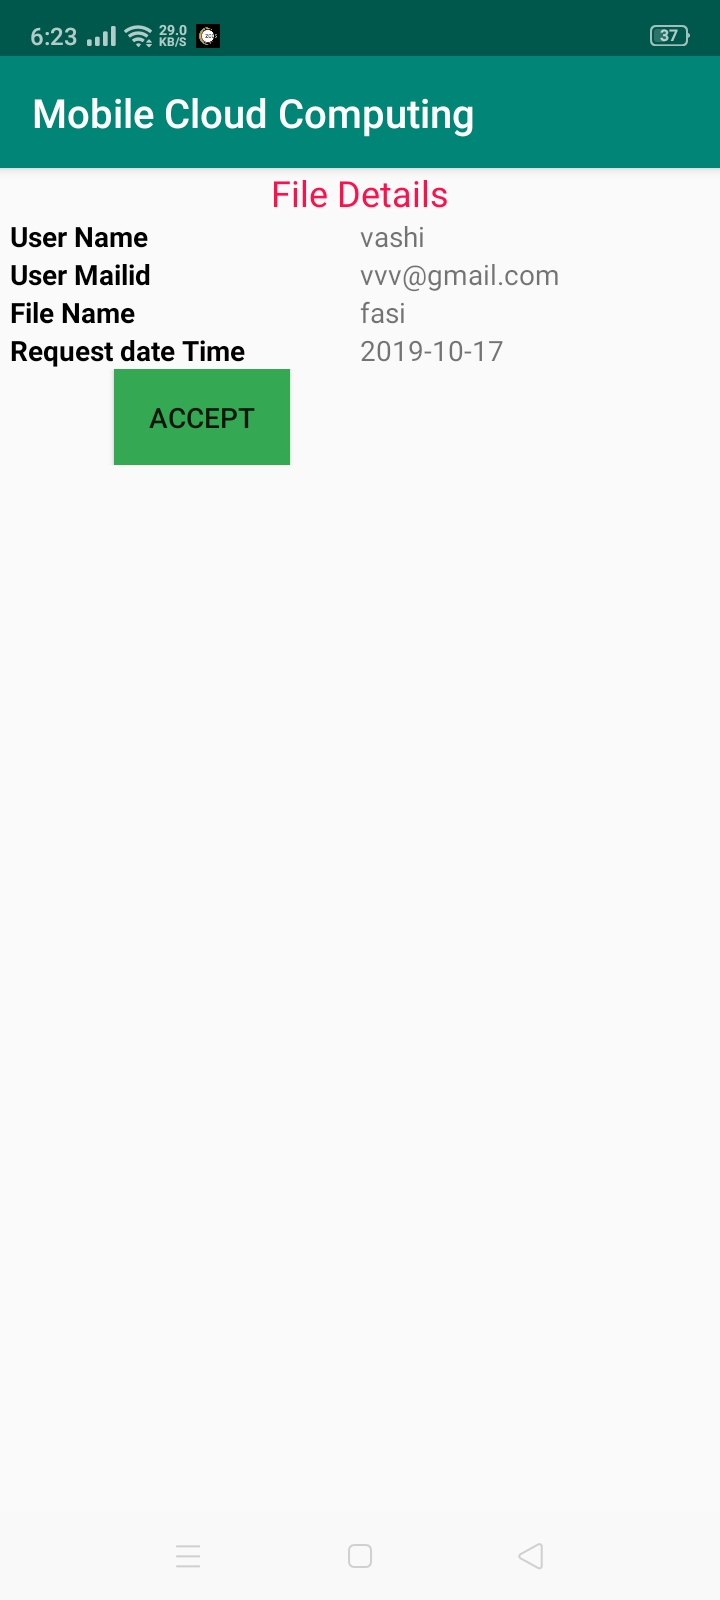 6:23 29.0 KB/S 37
Mobile Cloud Computing
File Details
User Name vashi
User Mailid vvv@gmail.com
File Name fasi
Request date Time 2019-10-17
ACCEPT